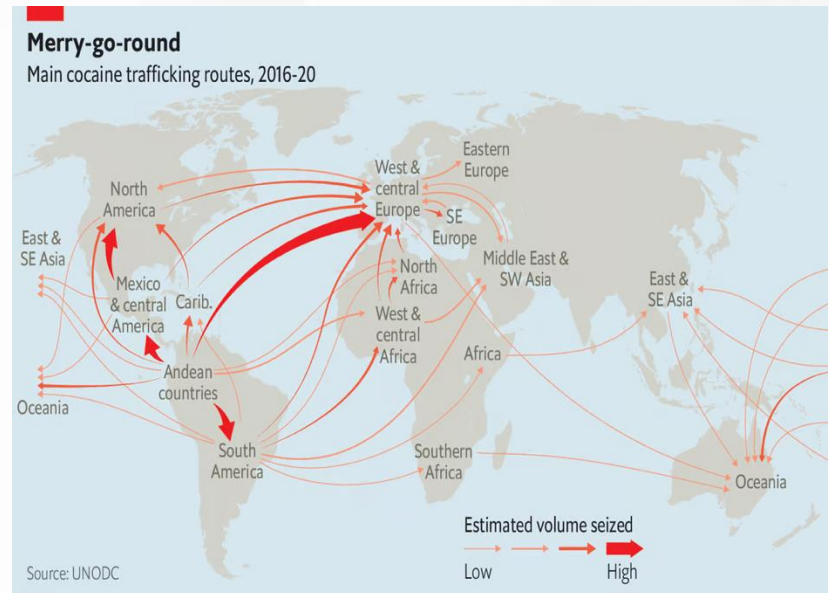 Merry-go-round
Main cocaine trafficking routes, 2016-20
North
America
East &
SE Asia
Mexico
& central
America
Carib.
Andean
countries
Oceania
South
America
West &
central
Europe
Eastern
Europe
SE
Europe
Middle East &
SW Asia
North
Africa
West &
central
Africa
Africa
Southern
Africa
East &
SE Asia
Oceania
Estimated volume seized
Low
High
Source: UNODC